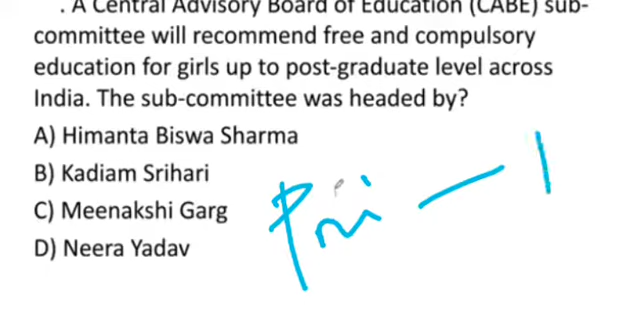 . A Central Advisory Board of Education (CABE) sub-
committee will recommend free and compulsory
education for girls up to post-graduate level across
India. The sub-committee was headed by?
A) Himanta Biswa Sharma
B) Kadiam Srihari
C) Meenakshi Garg
D) Neera Yadav
Pri - 1